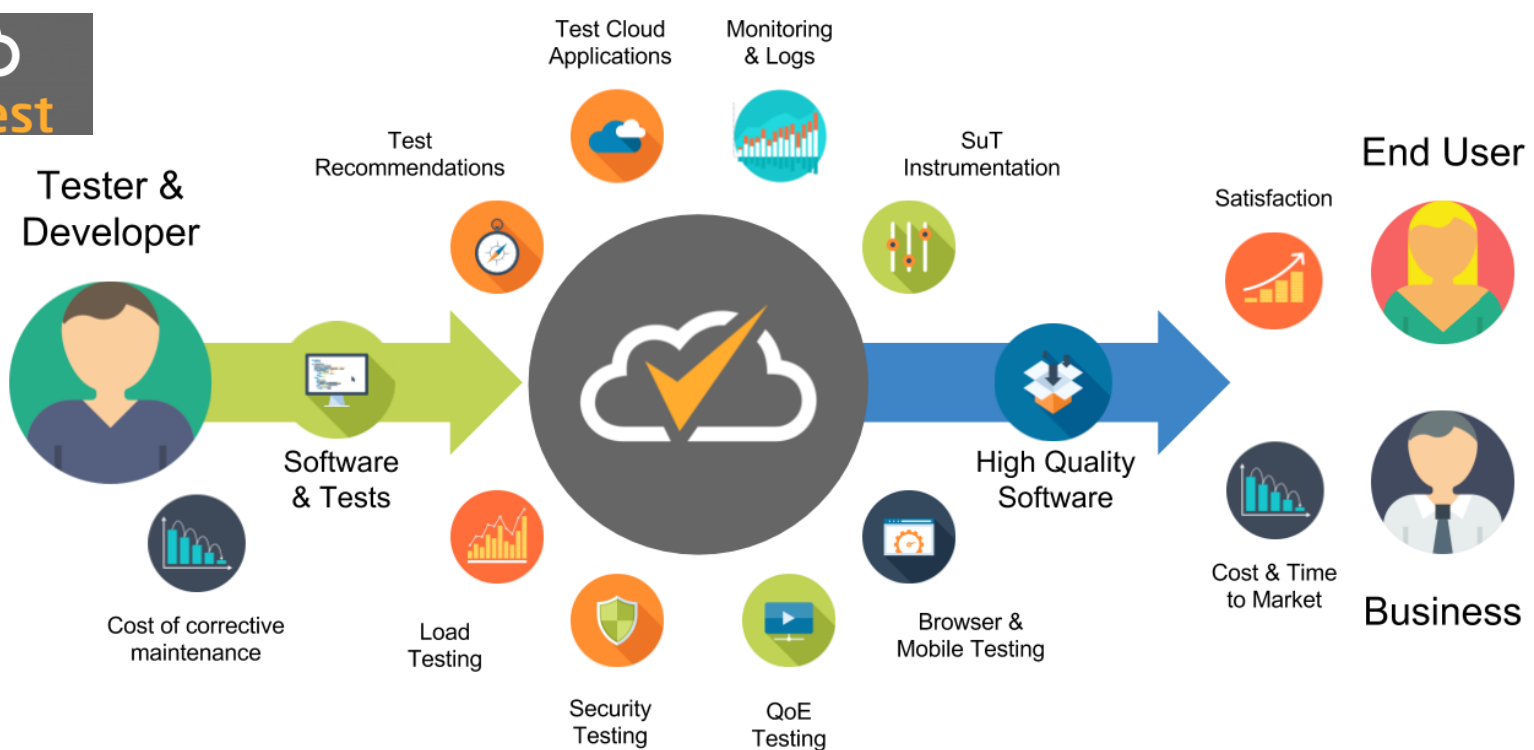 est
Test Cloud
Applications
Monitoring
& Logs
Test
Recommendations
SuT
Instrumentation
End User
Tester &
Developer
Satisfaction
Software
& Tests
High Quality
Software
Cost of corrective
maintenance
Load
Testing
Security
Testing
QoE
Testing
Browser &
Mobile Testing
Cost & Time
to Market
Business